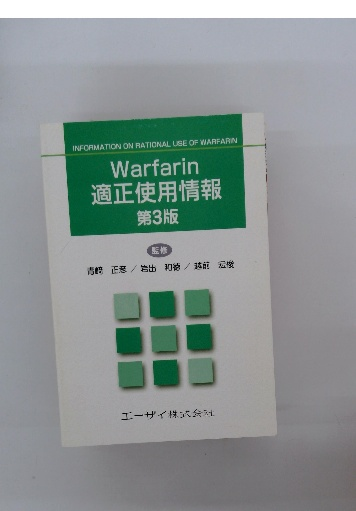 INFORMATION ON RATIONAL USE OF WARFARIN
Warfarin
適正使用情報
第3版
監修
青﨑 正彦 / 岩出 和徳 / 越前 宏俊
エーザイ株式会社